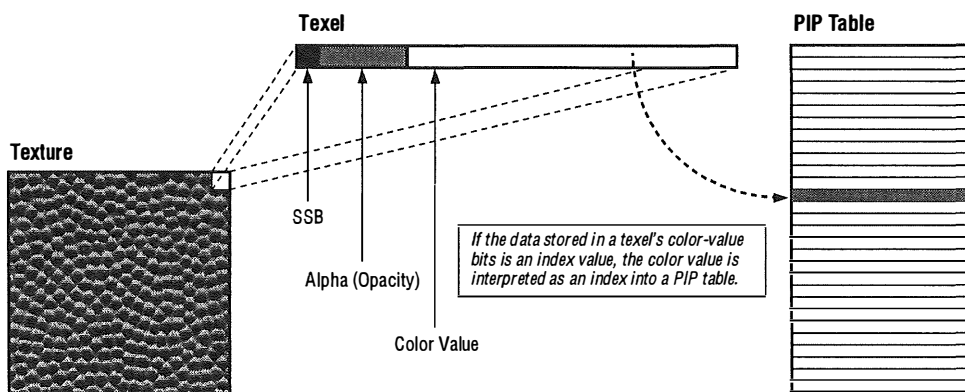 Texel
PIP Table
Texture
SSB
Alpha (Opacity)
Color Value
If the data stored in a texel's color-value
bits is an index value, the color value is
interpreted as an index into a PIP table.